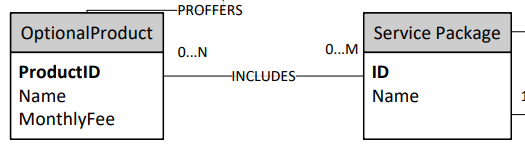 PROFFERS
OptionalProduct
0...N
0...M
Service Package
ProductID
Name
MonthlyFee
INCLUDES
ID
Name
1